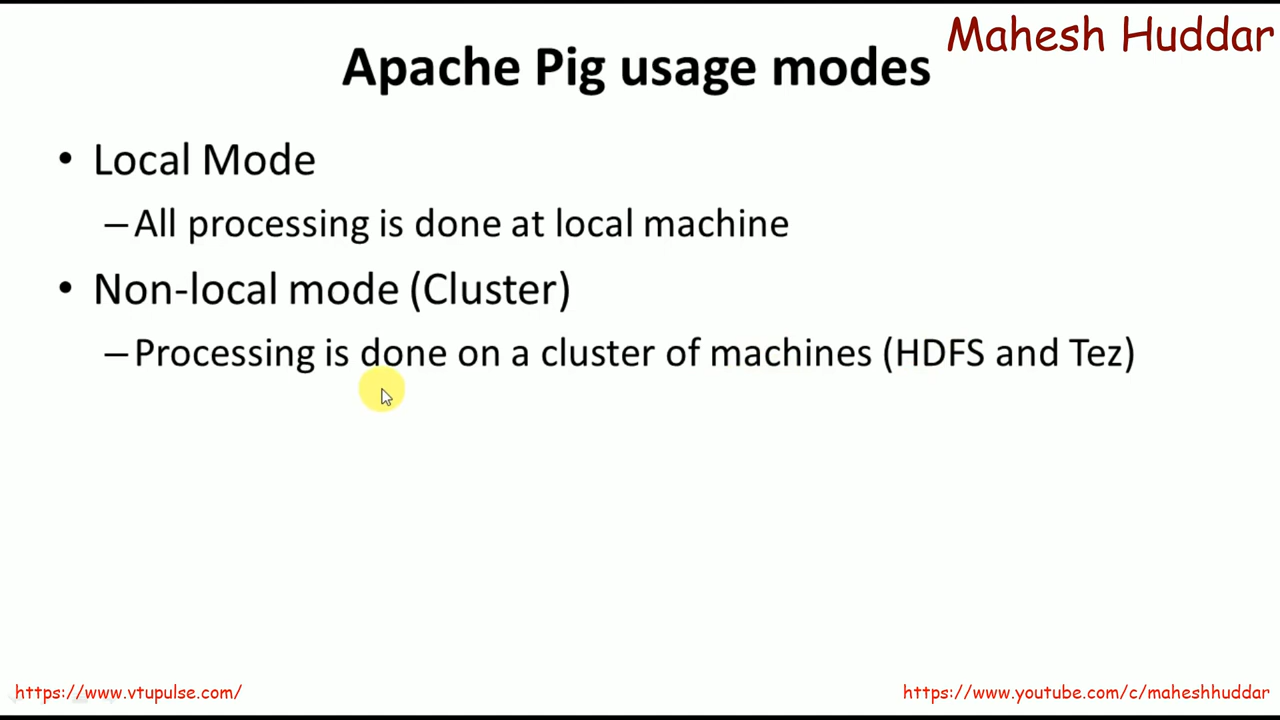 Mahesh Huddar
Apache Pig usage modes
• Local Mode
–All processing is done at local machine
• Non-local mode (Cluster)
–Processing is done on a cluster of machines (HDFS and Tez)
https://www.vtupulse.com/
https://www.youtube.com/c/maheshhuddar